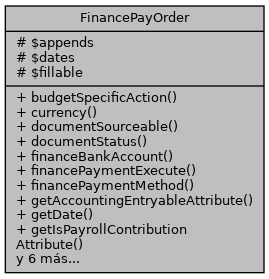 FinancePayOrder
# $appends
# $dates
# $fillable
+ budgetSpecificAction()
+ currency()
+ documentSourceable()
+ documentStatus()
+ financeBankAccount()
+ financePaymentExecute()
+ financePaymentMethod()
+ getAccountingEntryableAttribute()
+ getDate()
+ getIsPayrollContribution
Attribute()
y 6 más...